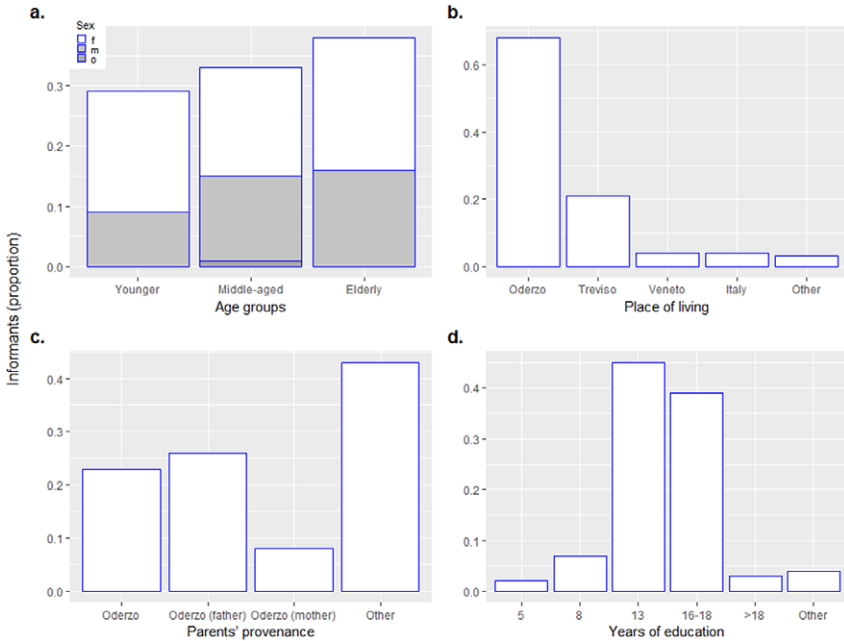 a.
Sex
f
m
o
0.3
0.2
0.1
0.0
Younger Middle-aged Elderly
Age groups
b.
0.6
0.4
0.2
0.0
Oderzo Treviso Veneto Italy Other
Place of living
Informants (proportion)
c.
0.4
0.3
0.2
0.1
0.0
Oderzo Oderzo (father) Oderzo (mother) Other
Parents' provenance
d.
0.4
0.3
0.2
0.1
0.0
5 8 13 16-18 >18 Other
Years of education